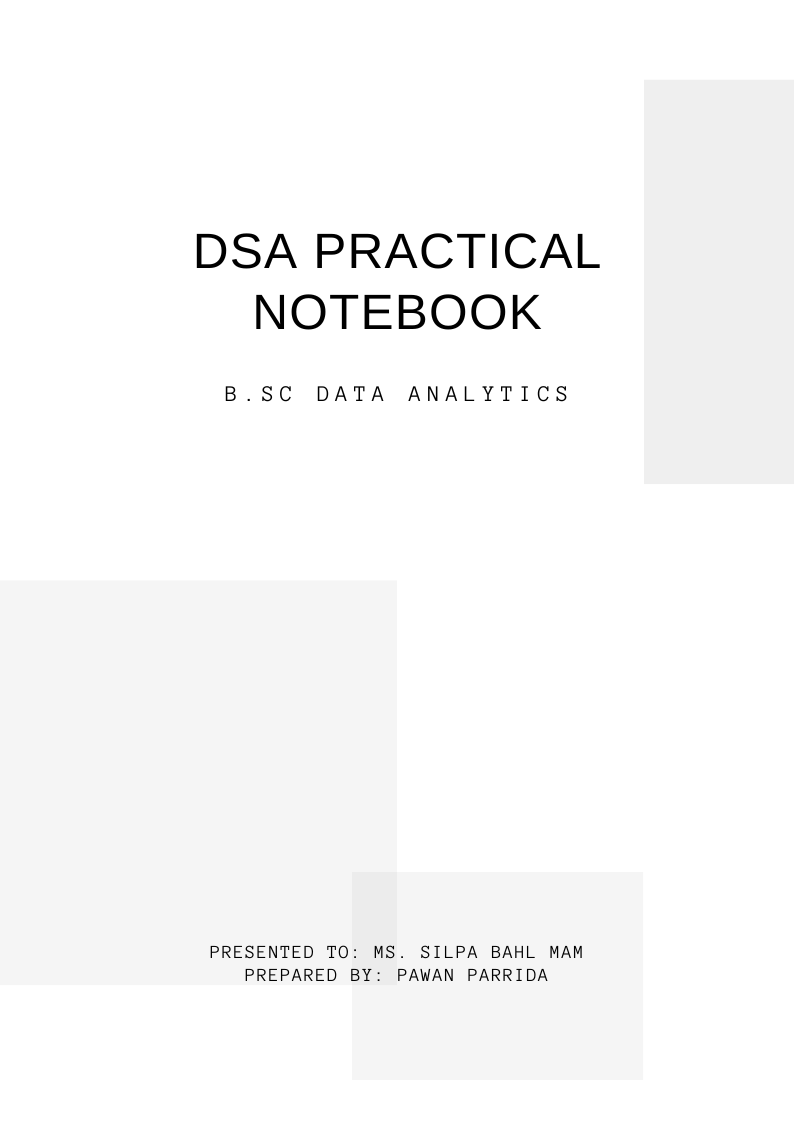 DSA PRACTICAL
NOTEBOOK
B.SC DATA ANALYTICS
PRESENTED TO: MS. SILPA BAHL MAM
PREPARED BY: PAWAN PARRIDA